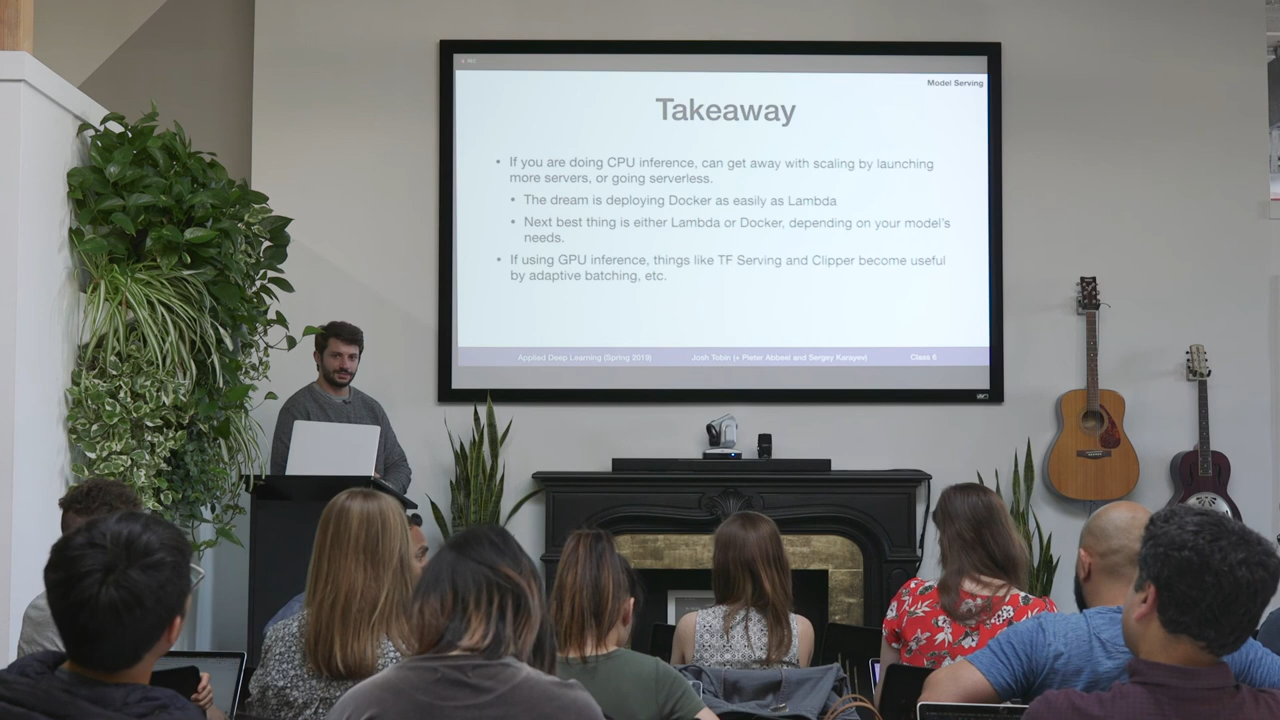 Model Serving
Takeaway
• If you are doing CPU inference, can get away with scaling by launching
more servers, or going serverless.
• The dream is deploying Docker as easily as Lambda
• Next best thing is either Lambda or Docker, depending on your model's
needs.
• If using GPU inference, things like TF Serving and Clipper become useful
by adaptive batching, etc.
Applied Deep Learning (Spring 2019) Josh Tobin (+ Pieter Abbeel and Sergey Karayev) Class 6